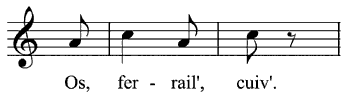 Os, fer - rail', cuiv'.